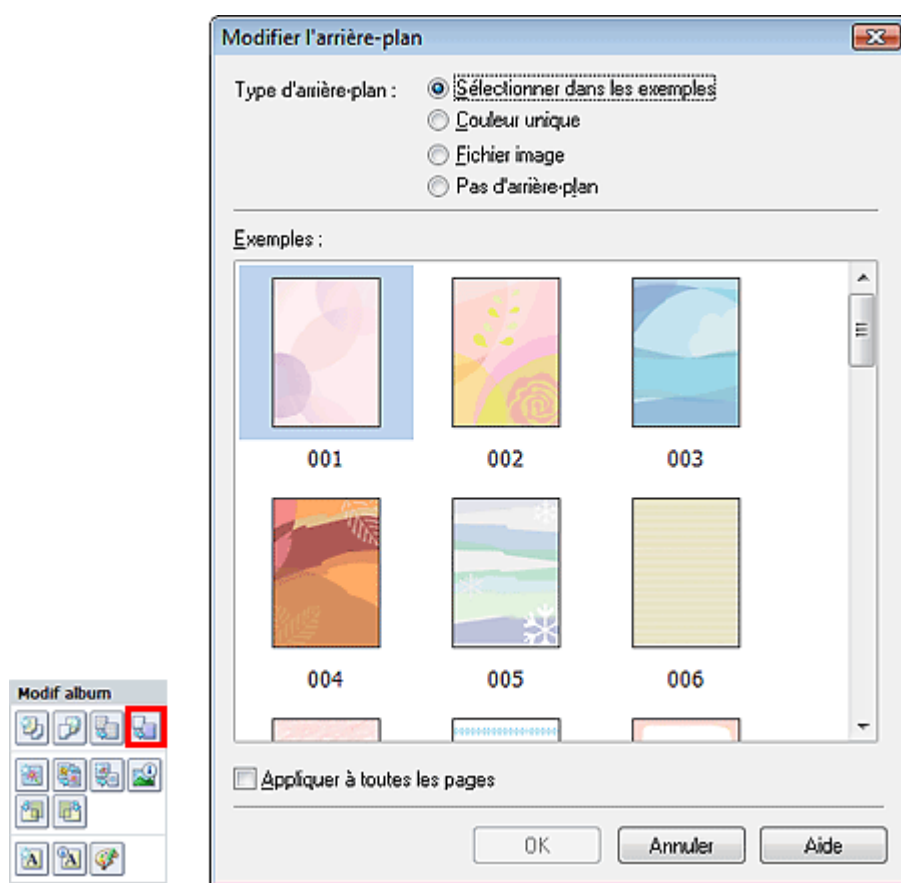 Modifier l'arrière-plan
Type d'arrière-plan :
Sélectionner dans les exemples
Couleur unique
Fichier image
Pas d'arrière-plan
Exemples :
001 002 003
004 005 006
Appliquer à toutes les pages
OK Annuler Aide
Modif album